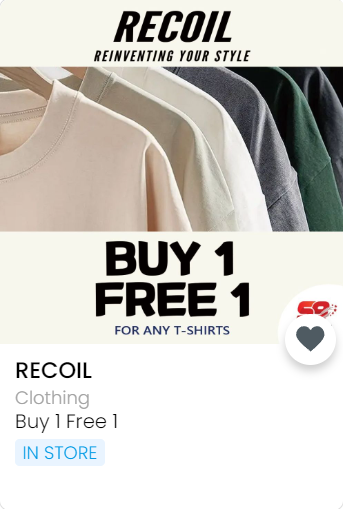 RECOIL
REINVENTING YOUR STYLE
BUY 1
FREE 1
FOR ANY T-SHIRTS
RECOIL
Clothing
Buy 1 Free 1
IN STORE